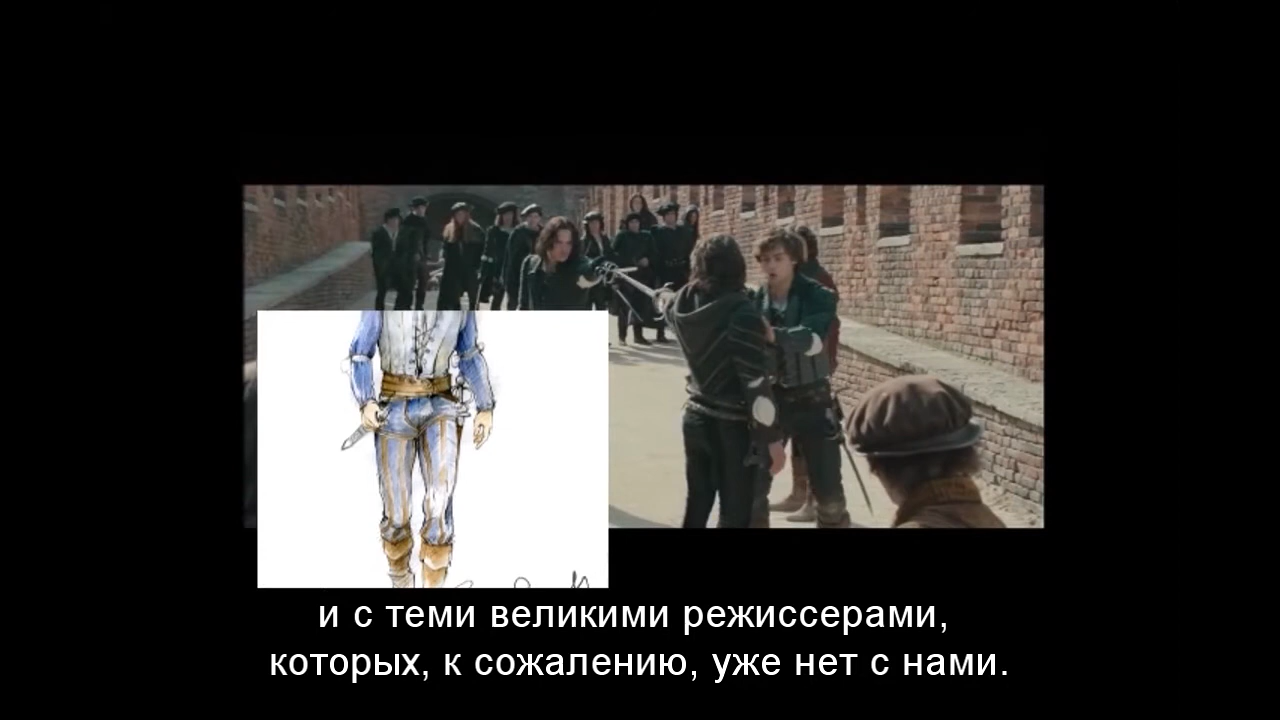 и с теми великими режиссерами,
которых, к сожалению, уже нет с нами.